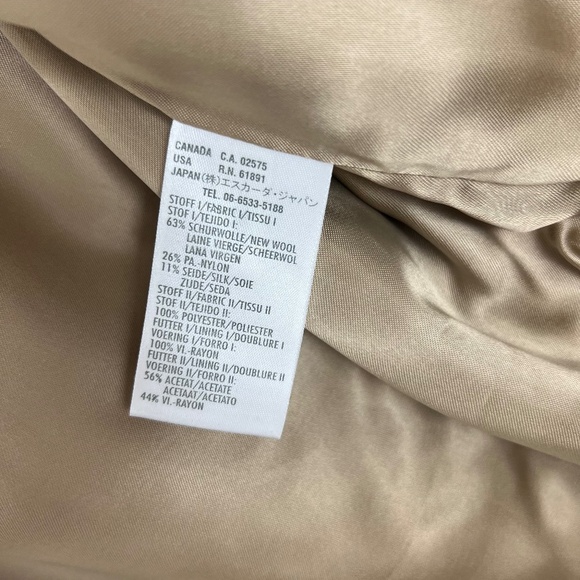 CANADA C.A. 02575
USA R.N. 61891
JAPAN (株)エスカーダ・ジャパン
TEL. 06-6533-5188
STOFF I/FABRIC I/TISSU I
STOF I/TEJIDO I:
63% SCHURWOLLE/NEW WOOL
LAINE VIERGE/SCHEERWOL
LANA VIRGEN
26% PA.-NYLON
11% SEIDE/SILK/SOIE
ZIJDE/SEDA
STOFF II/FABRIC II/TISSU II
STOF II/TEJIDO II:
100% POLYESTER/POLIESTER
FUTTER I/LINING I/DOUBLURE I
VOERING I/FORRO I:
100% VI.-RAYON
FUTTER II/LINING II/DOUBLURE II
VOERING II/FORRO II:
56% ACETAT/ACETATE
ACETAAT/ACETATO
44% VI.-RAYON